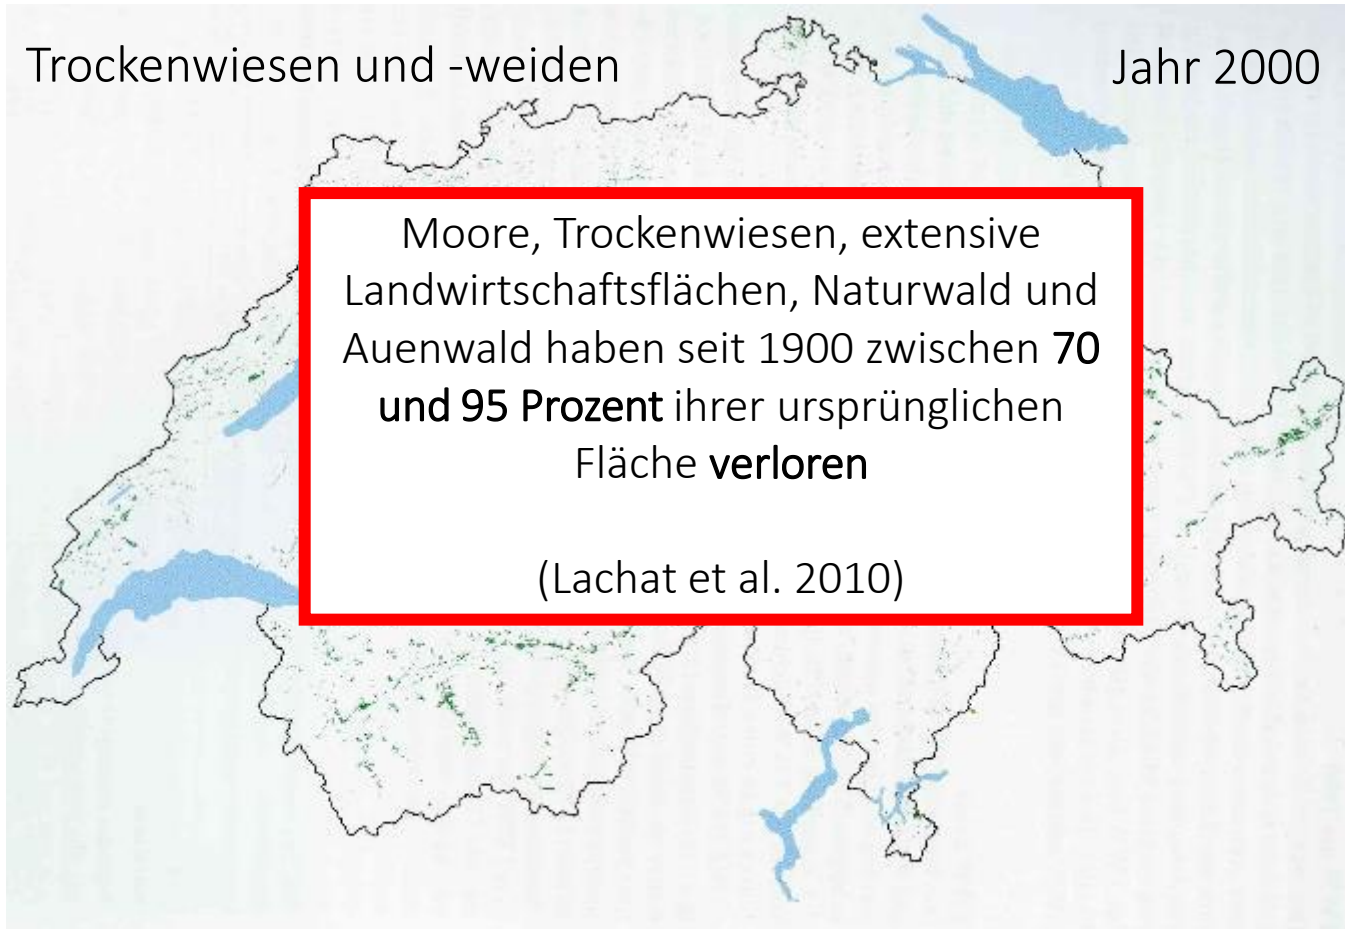 Trockenwiesen und -weiden
Jahr 2000
Moore, Trockenwiesen, extensive
Landwirtschaftsflächen, Naturwald und
Auenwald haben seit 1900 zwischen 70
und 95 Prozent ihrer ursprünglichen
Fläche verloren
(Lachat et al. 2010)